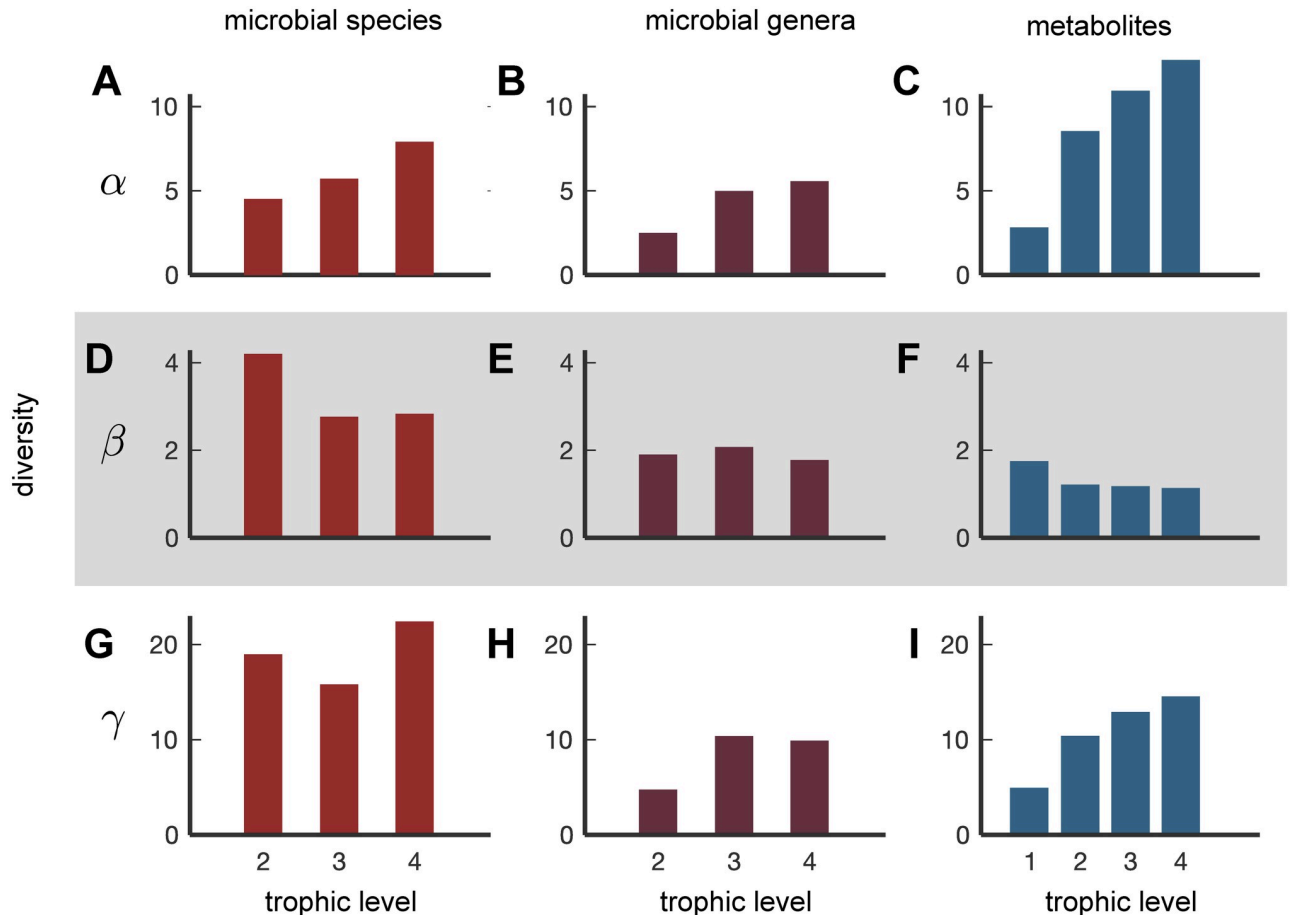 microbial species microbial genera metabolites
A B C
α
10 10 10
5 5 5
0 0 0
diversity
D E F
β
4 4 4
2 2 2
0 0 0
G H I
γ
20 20 20
10 10 10
0 0 0
2 3 4 2 3 4 1 2 3 4
trophic level trophic level trophic level